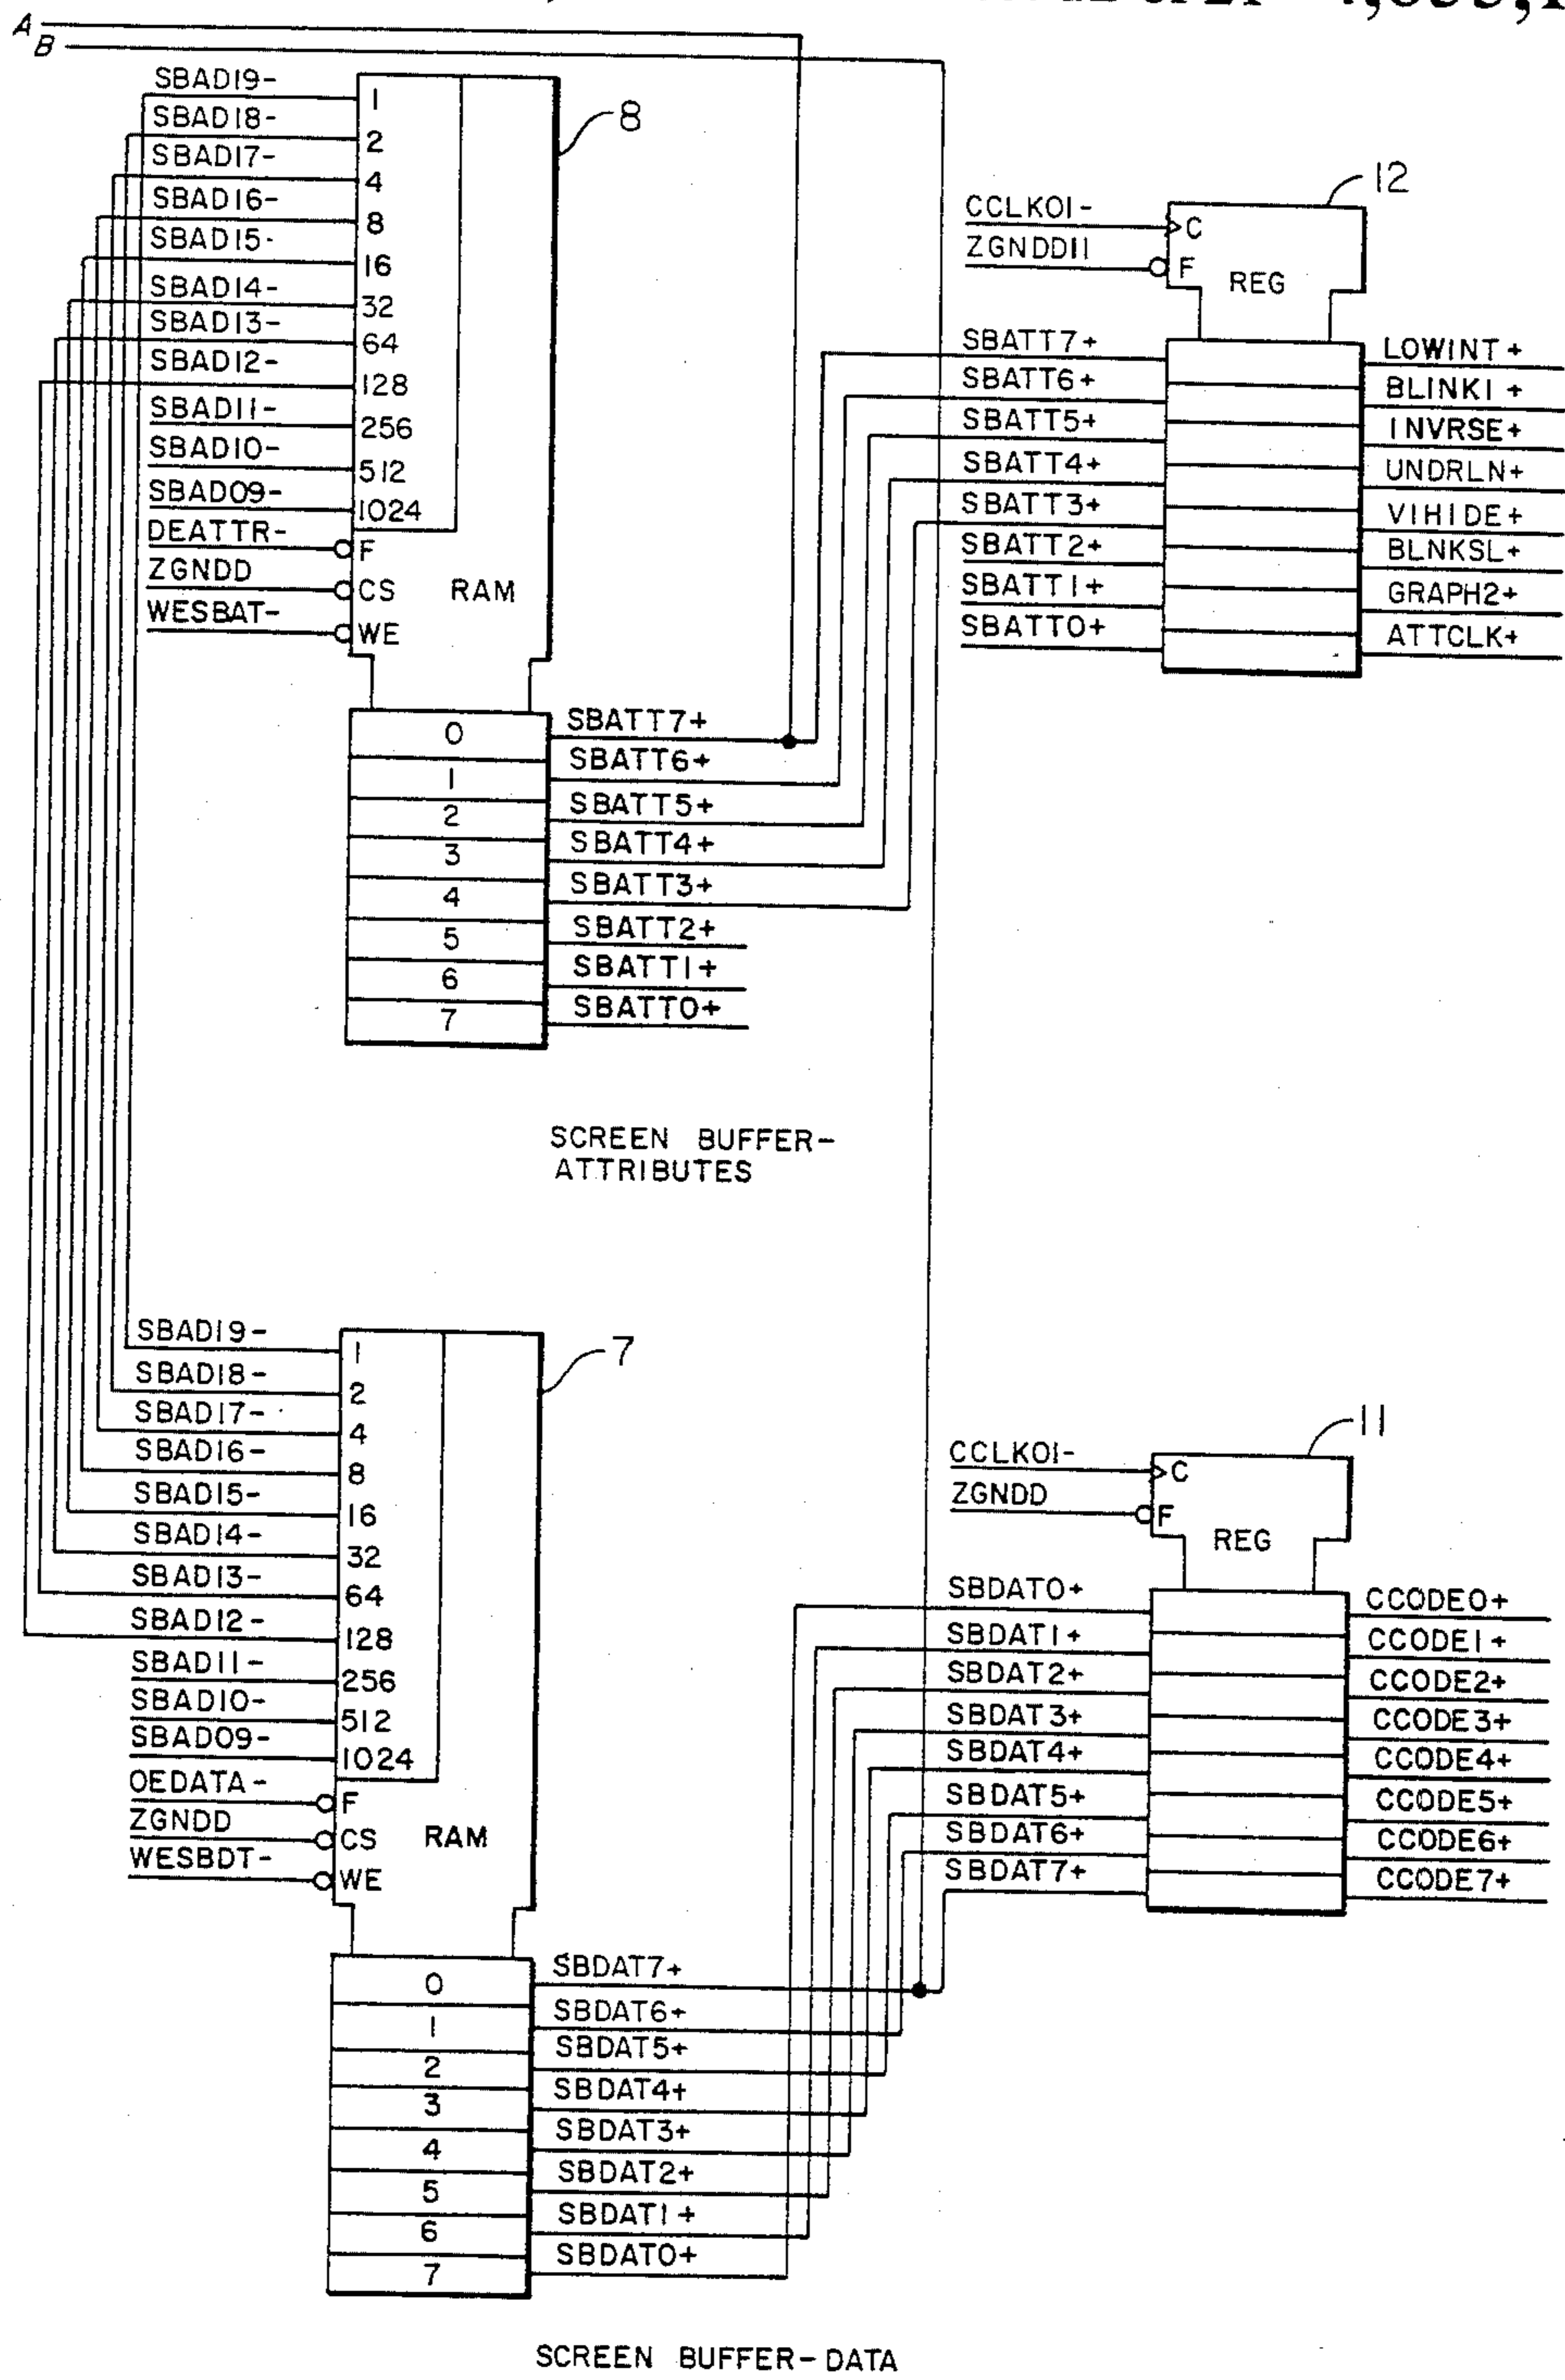 A
B
SBAD19-
SBAD18-
SBAD17-
SBAD16-
SBAD15-
SBAD14-
SBAD13-
SBAD12-
SBAD11-
SBAD10-
SBAD09-
DEATTR-
ZGNDD
WESBAT-
1
2
4
8
16
32
64
128
256
512
1024
F
CS
WE
RAM
8
0
1
2
3
4
5
6
7
SBATT7+
SBATT6+
SBATT5+
SBATT4+
SBATT3+
SBATT2+
SBATT1+
SBATT0+
SCREEN BUFFER-
ATTRIBUTES
12
CCLK01-
ZGNDD11
C
F
REG
SBATT7+
SBATT6+
SBATT5+
SBATT4+
SBATT3+
SBATT2+
SBATT1+
SBATT0+
LOWINT+
BLINK1+
INVRSE+
UNDRLN+
VIHIDE+
BLNKSL+
GRAPH2+
ATTCLK+
SBAD19-
SBAD18-
SBAD17-
SBAD16-
SBAD15-
SBAD14-
SBAD13-
SBAD12-
SBAD11-
SBAD10-
SBAD09-
OEDATA-
ZGNDD
WESBDT-
1
2
4
8
16
32
64
128
256
512
1024
F
CS
WE
RAM
7
0
1
2
3
4
5
6
7
SBDAT7+
SBDAT6+
SBDAT5+
SBDAT4+
SBDAT3+
SBDAT2+
SBDAT1+
SBDAT0+
11
CCLK01-
ZGNDD
C
F
REG
SBDAT0+
SBDAT1+
SBDAT2+
SBDAT3+
SBDAT4+
SBDAT5+
SBDAT6+
SBDAT7+
CCODE0+
CCODE1+
CCODE2+
CCODE3+
CCODE4+
CCODE5+
CCODE6+
CCODE7+
SCREEN BUFFER-DATA